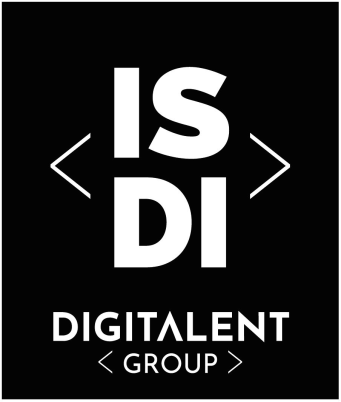 IS
< DI >
DIGITALENT
< GROUP >